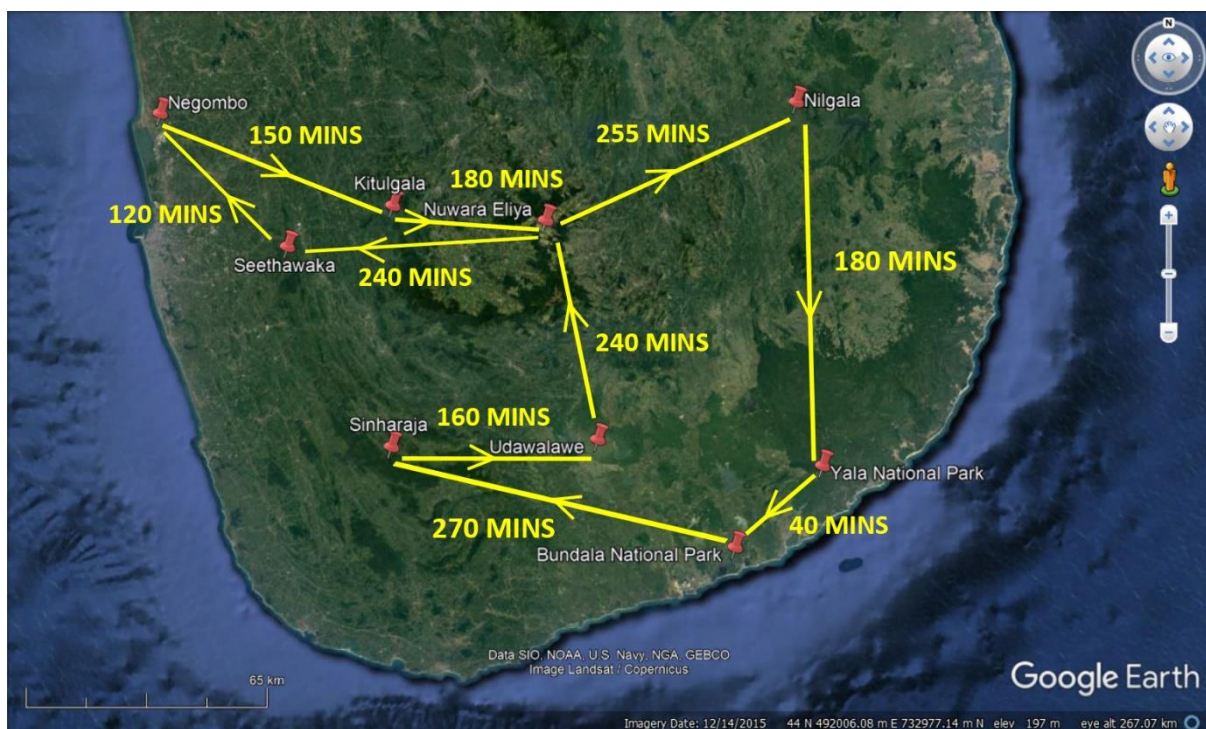 N
Negombo
Nilgala
150 MINS
255 MINS
Kitulgala
180 MINS
Nuwara Eliya
120 MINS
Seethawaka
240 MINS
180 MINS
240 MINS
Sinharaja
160 MINS
Udawalawe
Yala National Park
270 MINS
40 MINS
Bundala National Park
Data SIO, NOAA, U.S. Navy, NGA, GEBCO
Image Landsat / Copernicus
65 km
Google Earth
Imagery Date: 12/14/2015 44 N 492006.08 m E 732977.14 m N elev 197 m eye alt 267.07 km